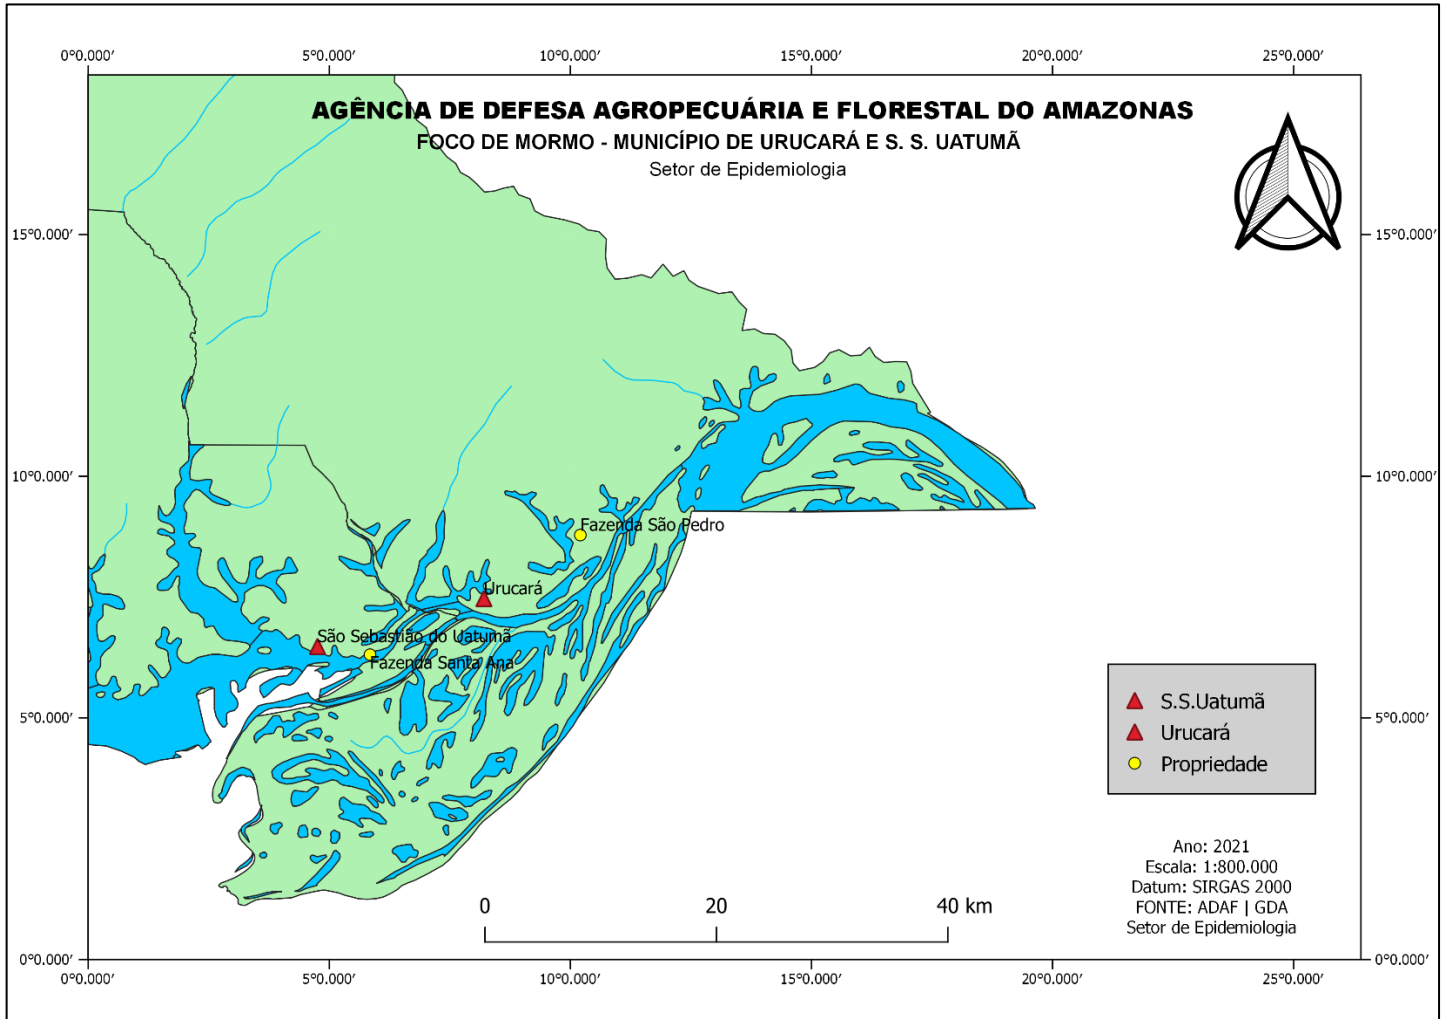 0°0.000′ 5°0.000′ 10°0.000′ 15°0.000′ 20°0.000′ 25°0.000′
AGÊNCIA DE DEFESA AGROPECUÁRIA E FLORESTAL DO AMAZONAS
FOCO DE MORMO - MUNICÍPIO DE URUCARÁ E S. S. UATUMÃ
Setor de Epidemiologia
15°0.000′ 15°0.000′
10°0.000′ 10°0.000′
Fazenda São Pedro
Urucará
São Sebastião do Uatumã
Fazenda Santa Ana
5°0.000′ 5°0.000′
S.S.Uatumã
Urucará
Propriedade
Ano: 2021
Escala: 1:800.000
Datum: SIRGAS 2000
FONTE: ADAF | GDA
Setor de Epidemiologia
0 20 40 km
0°0.000′ 0°0.000′
0°0.000′ 5°0.000′ 10°0.000′ 15°0.000′ 20°0.000′ 25°0.000′